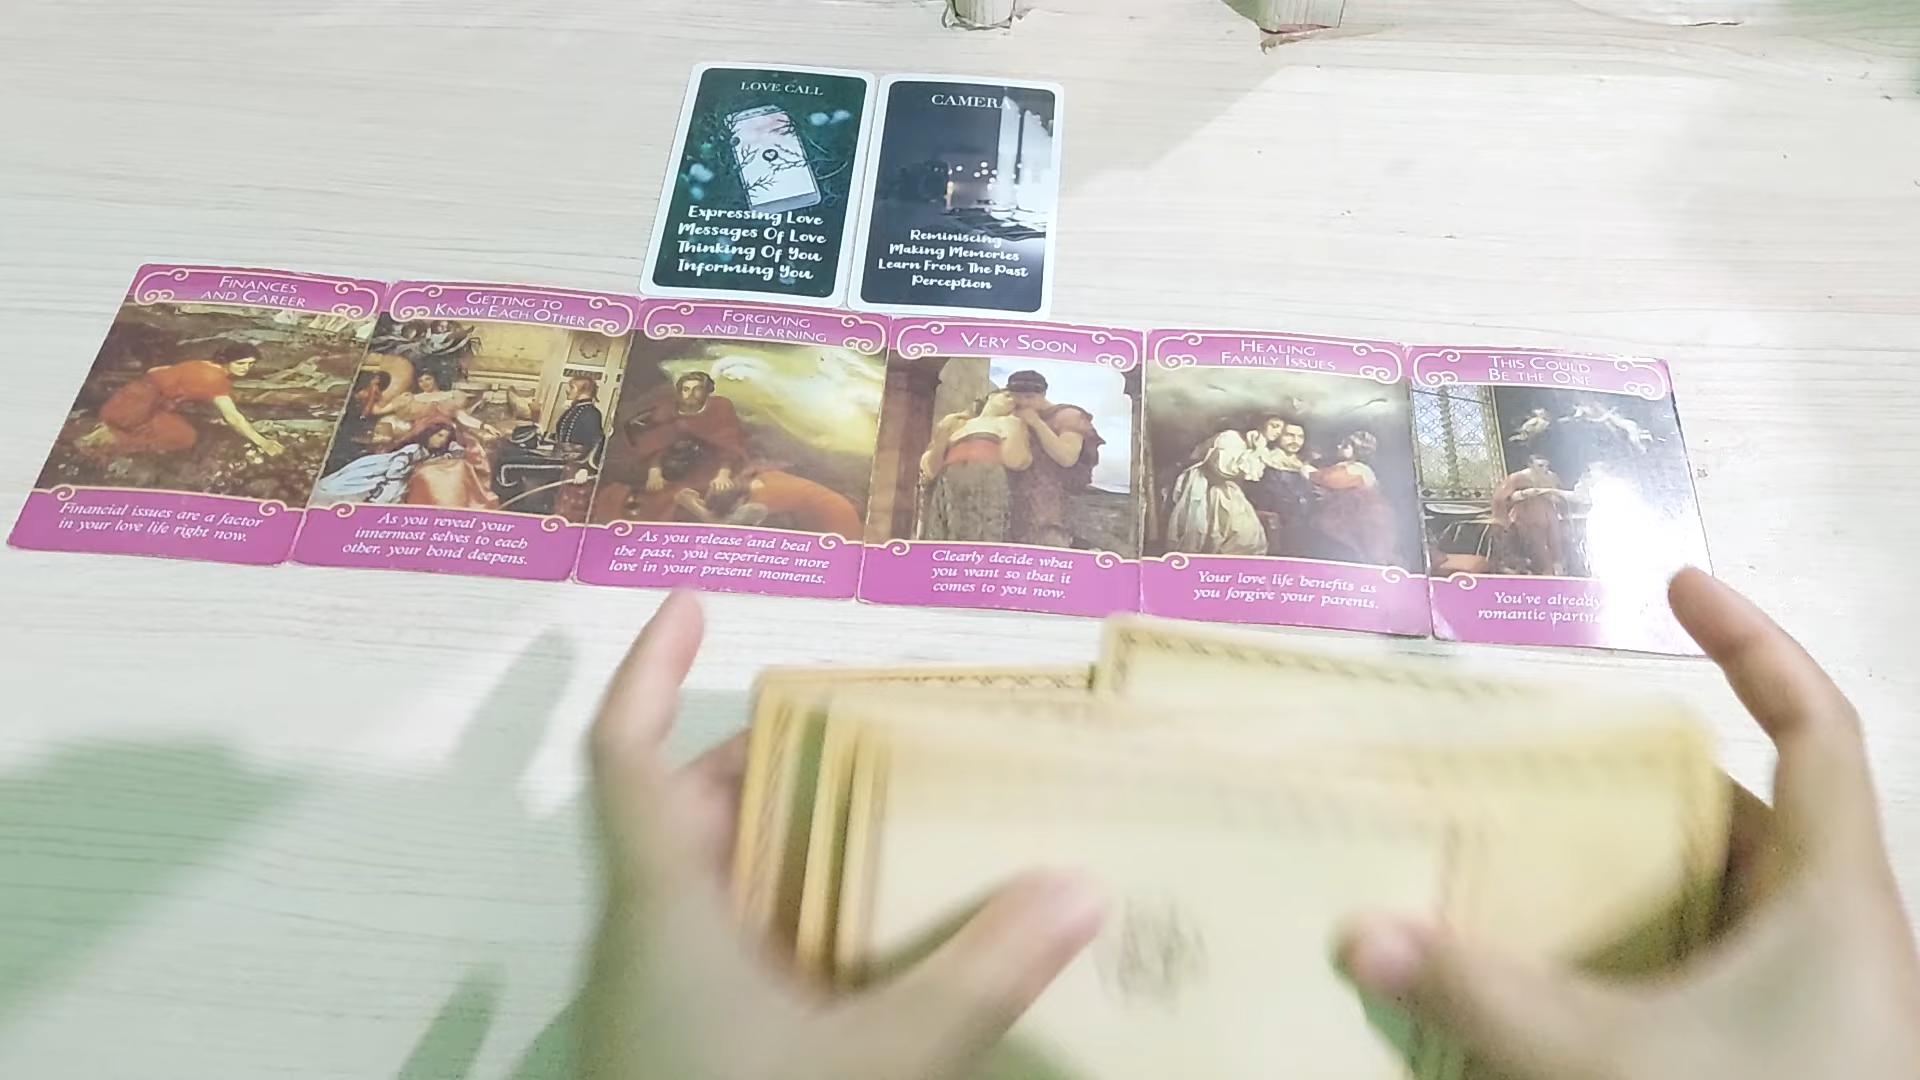 LOVE CALL
Expressing Love
Messages Of Love
Thinking Of You
Informing You
CAMERA
Reminiscing
Making Memories
Learn From The Past
Perception
FINANCES
AND CAREER
Financial issues are a factor
in your love life right now.
GETTING TO
KNOW EACH OTHER
As you reveal your
innermost selves to each
other, your bond deepens.
FORGIVING
AND LEARNING
As you release and heal
the past, you experience more
love in your present moments.
VERY SOON
Clearly decide what
you want so that it
comes to you now.
HEALING
FAMILY ISSUES
Your love life benefits as
you forgive your parents.
THIS COULD
BE THE ONE
You've already
romantic